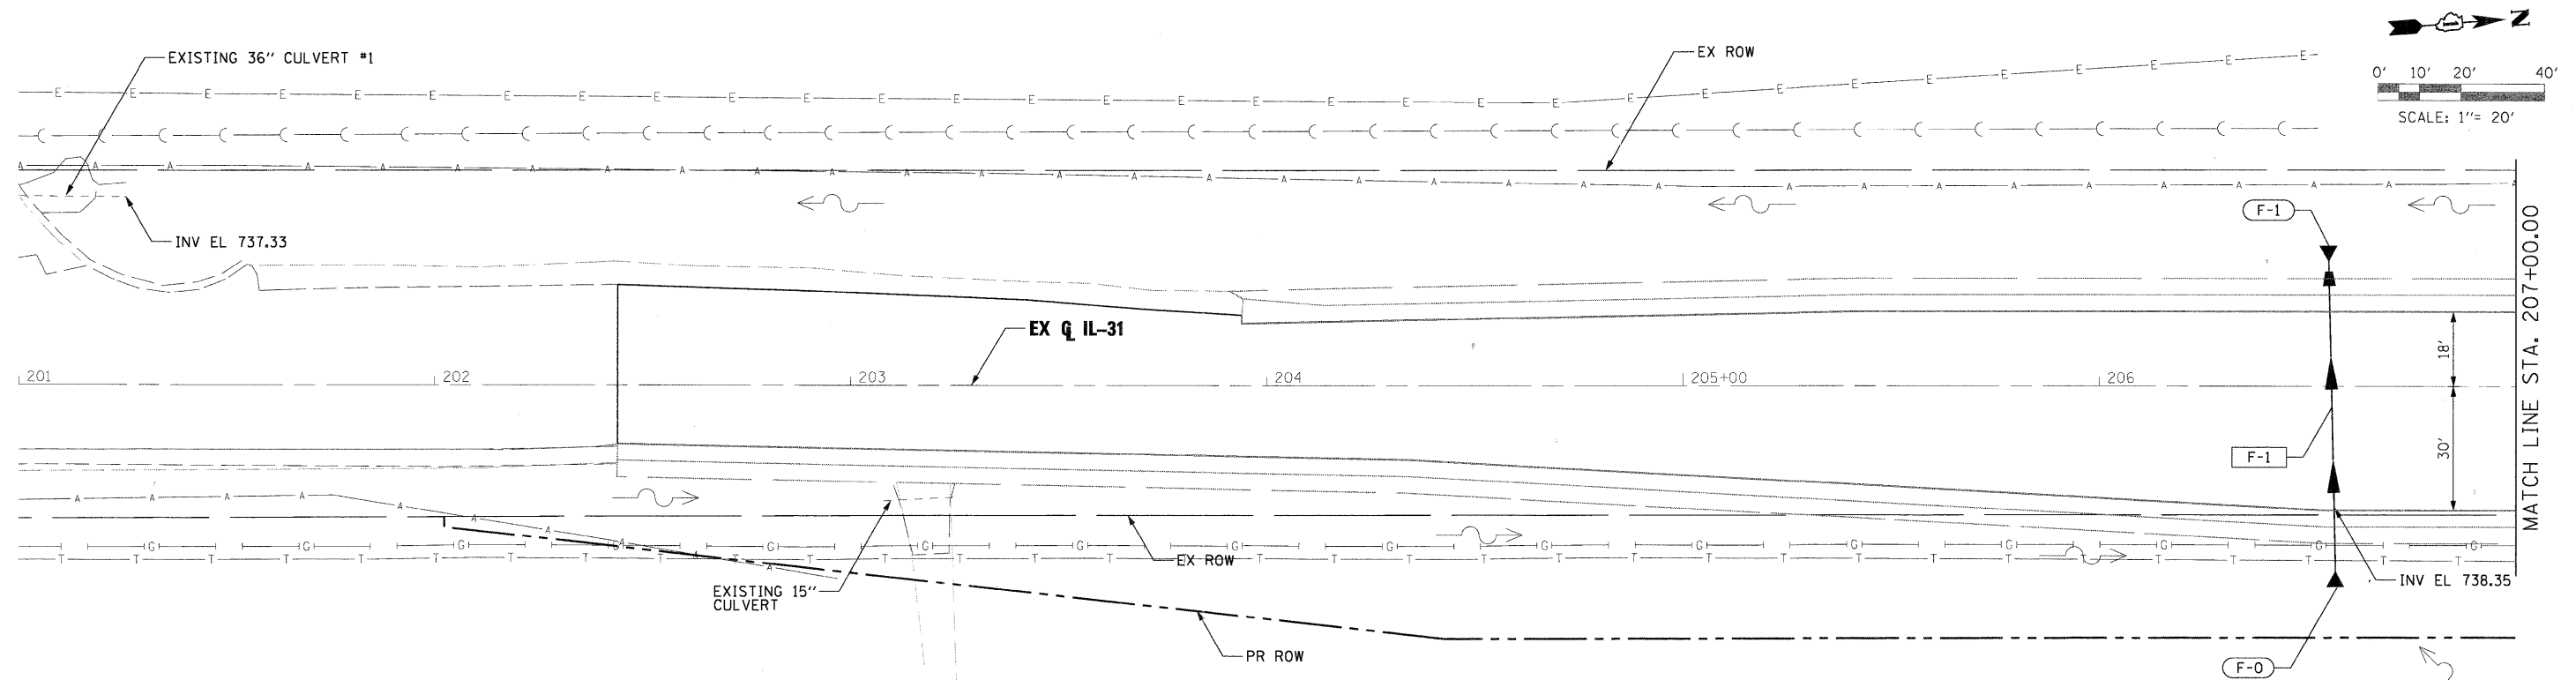 EXISTING 36" CULVERT #1
EX ROW
N
0' 10' 20' 40'
SCALE: 1"= 20'
E E E E E E E E E E E E E E E E E E E E E E E E E E E E E E E
C C C C C C C C C C C C C C C C C C C C C C C C C C C C C C C C C C C C C C
A A A A A A A A A A A A A A A A A A A A A A A A A A A A A A A A
F-1
INV EL 737.33
EX ℄ IL-31
18'
201 202 203 204 205+00 206
MATCH LINE STA. 207+00.00
30'
F-1
A A A A A A A A A A
G G G G G G G G G G G G G G G G
T T T T T T T T T T T T T T T T T T T T T T T T T T T T T T
EX ROW
EXISTING 15"
CULVERT
INV EL 738.35
PR ROW
F-0